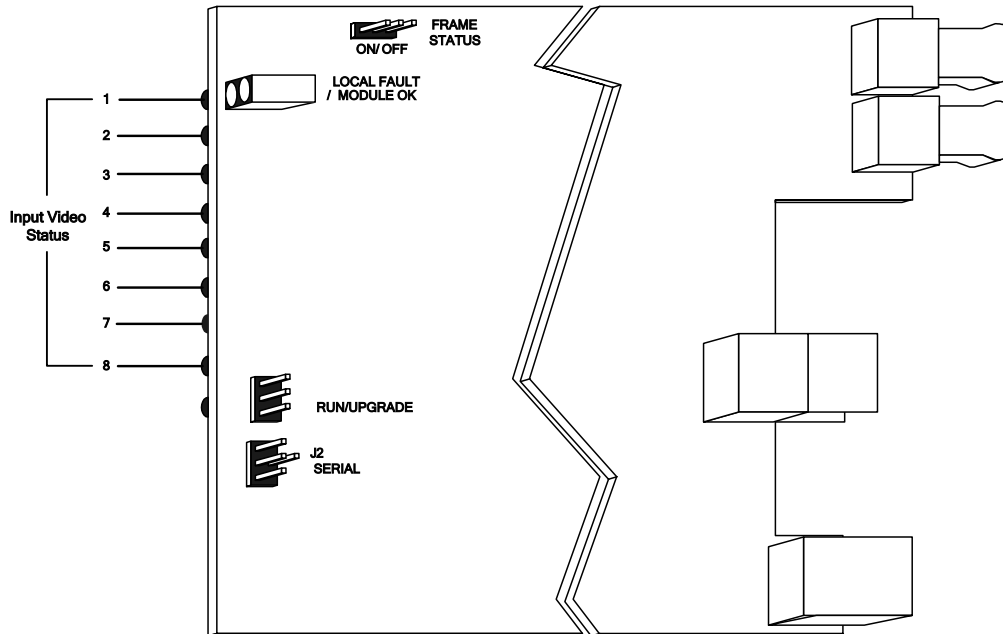 FRAME
STATUS
ON/OFF
LOCAL FAULT
/ MODULE OK
1
2
3
4
Input Video
Status
5
6
7
8
RUN/UPGRADE
J2
SERIAL